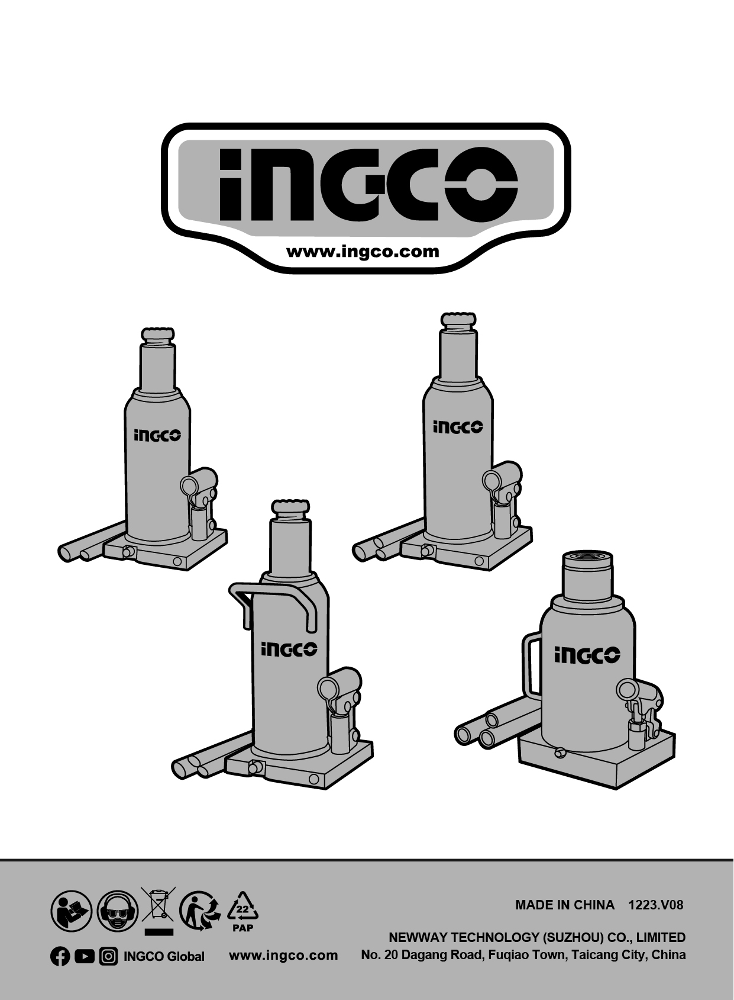 iNGCO
www.ingco.com
iNGCO
iNGCO
iNGCO
iNGCO
22
PAP
MADE IN CHINA 1223.V08
NEWWAY TECHNOLOGY (SUZHOU) CO., LIMITED
INGCO Global www.ingco.com No. 20 Dagang Road, Fuqiao Town, Taicang City, China